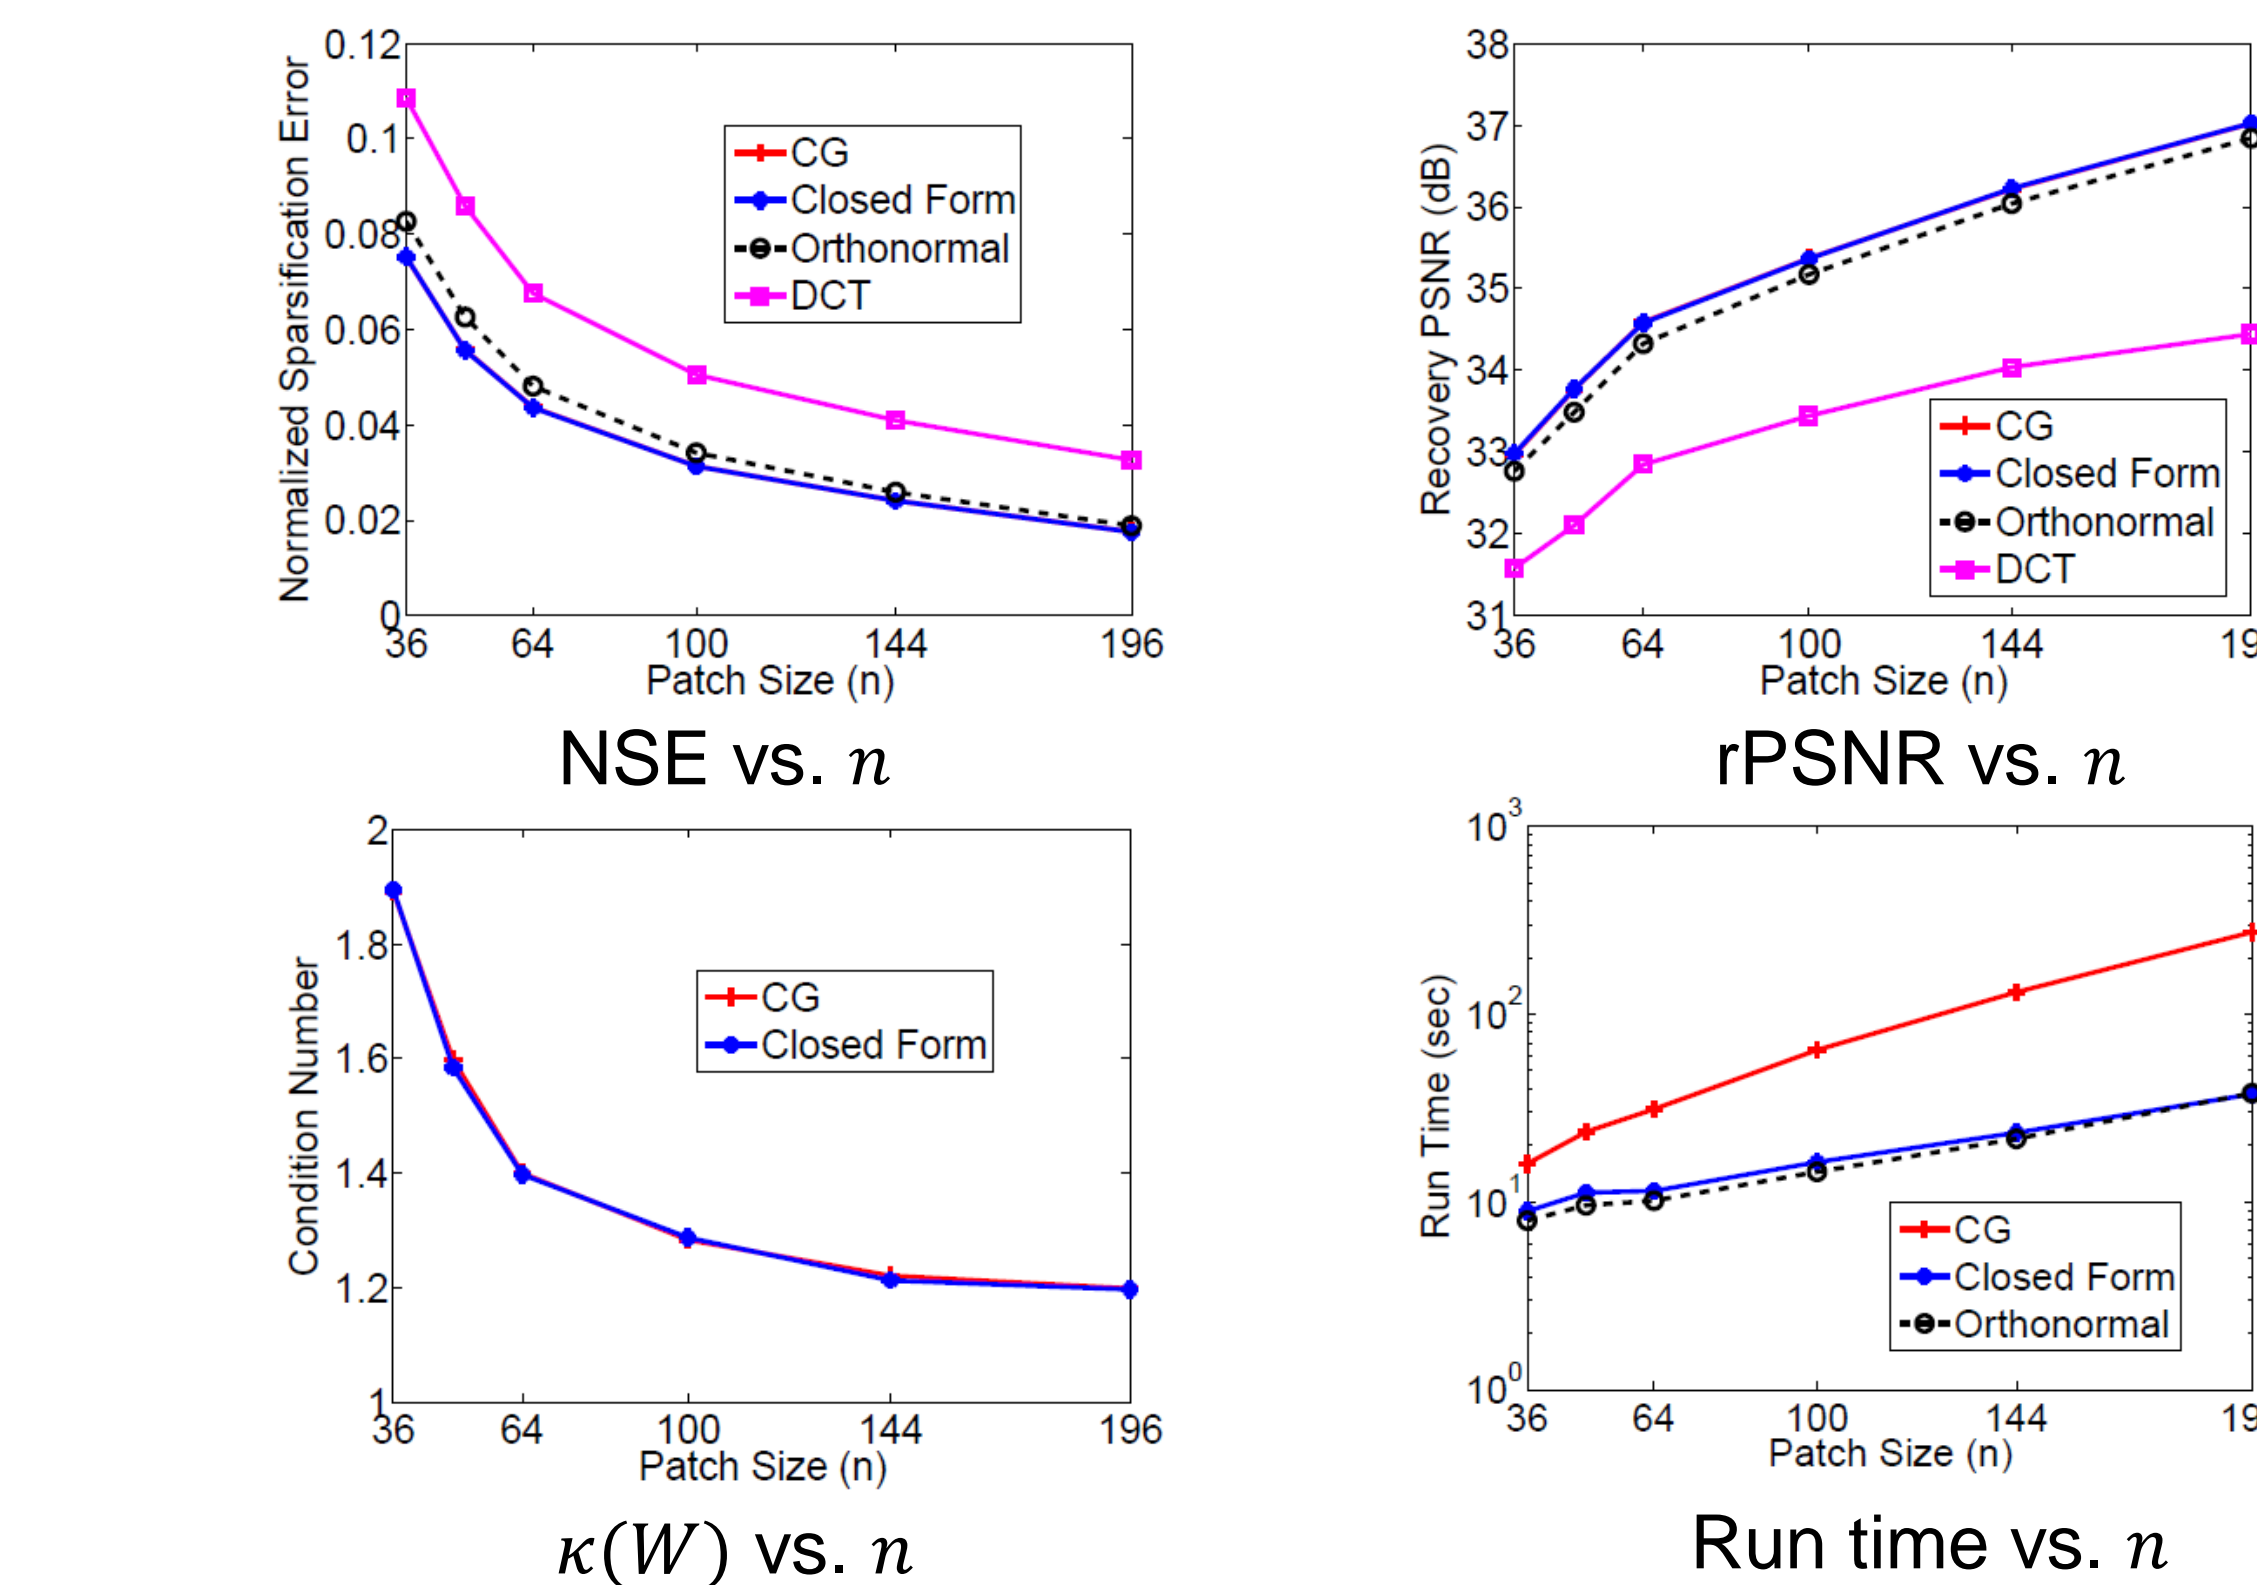 0.12
0.1
0.08
0.06
0.04
0.02
0
Normalized Sparsification Error
CG
Closed Form
Orthonormal
DCT
36 64 100 144 196
Patch Size (n)
NSE vs. n
38
37
36
35
34
33
32
31
Recovery PSNR (dB)
CG
Closed Form
Orthonormal
DCT
36 64 100 144 19
Patch Size (n)
rPSNR vs. n
2
1.8
1.6
1.4
1.2
1
Condition Number
CG
Closed Form
36 64 100 144 196
Patch Size (n)
κ(W) vs. n
10³
10²
10¹
10⁰
Run Time (sec)
CG
Closed Form
Orthonormal
36 64 100 144 19
Patch Size (n)
Run time vs. n